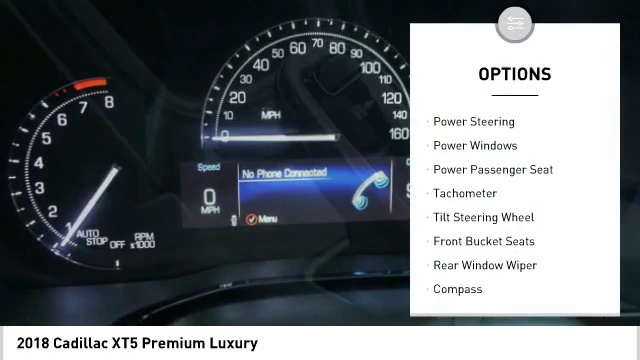 OPTIONS
Power Steering
Power Windows
Power Passenger Seat
Tachometer
Tilt Steering Wheel
Front Bucket Seats
Rear Window Wiper
Compass
1 2 3 4 5 6 7 8
AUTO STOP
OFF
RPM x1000
0 10 20 30 40 50 60 70 80 90 100 120 140 160
MPH
Speed
0
MPH
No Phone Connected
Menu
2018 Cadillac XT5 Premium Luxury